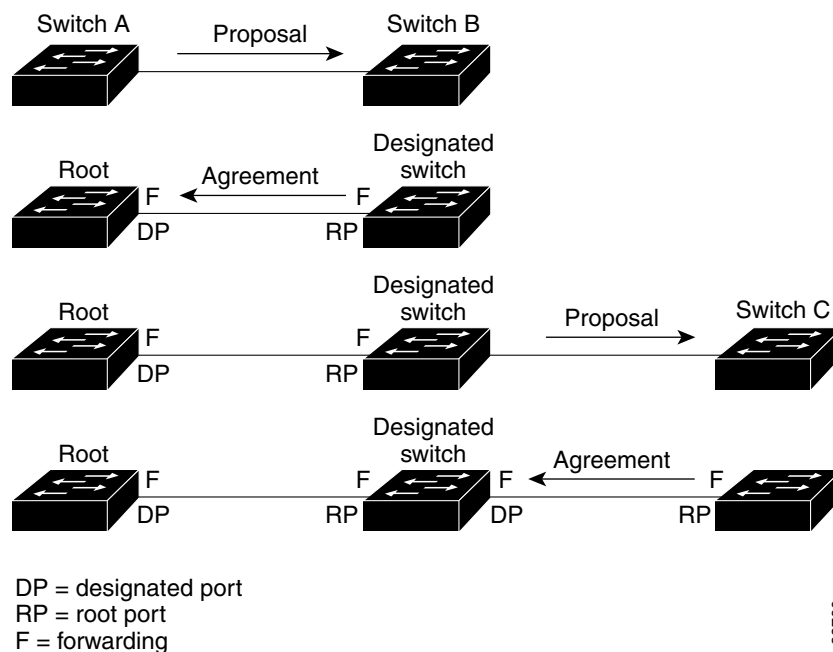 Switch A
Proposal
Switch B
Root
F
Agreement
F
Designated
switch
DP
RP
Root
F
F
Designated
switch
Proposal
Switch C
DP
RP
Root
F
F
Designated
switch
F
Agreement
F
DP
RP
DP
RP
DP = designated port
RP = root port
F = forwarding